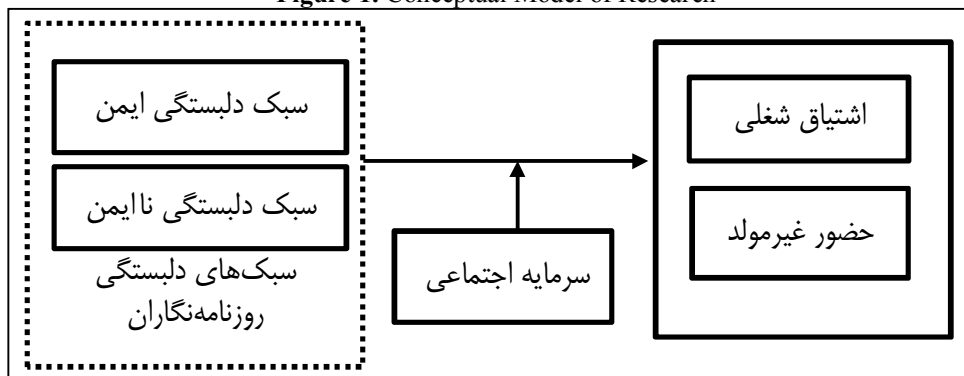 Figure 1. Conceptual Model of Research
سبک دلبستگی ایمن
سبک دلبستگی ناایمن
سبک‌های دلبستگی
روزنامه‌نگاران
سرمایه اجتماعی
اشتیاق شغلی
حضور غیرمولد